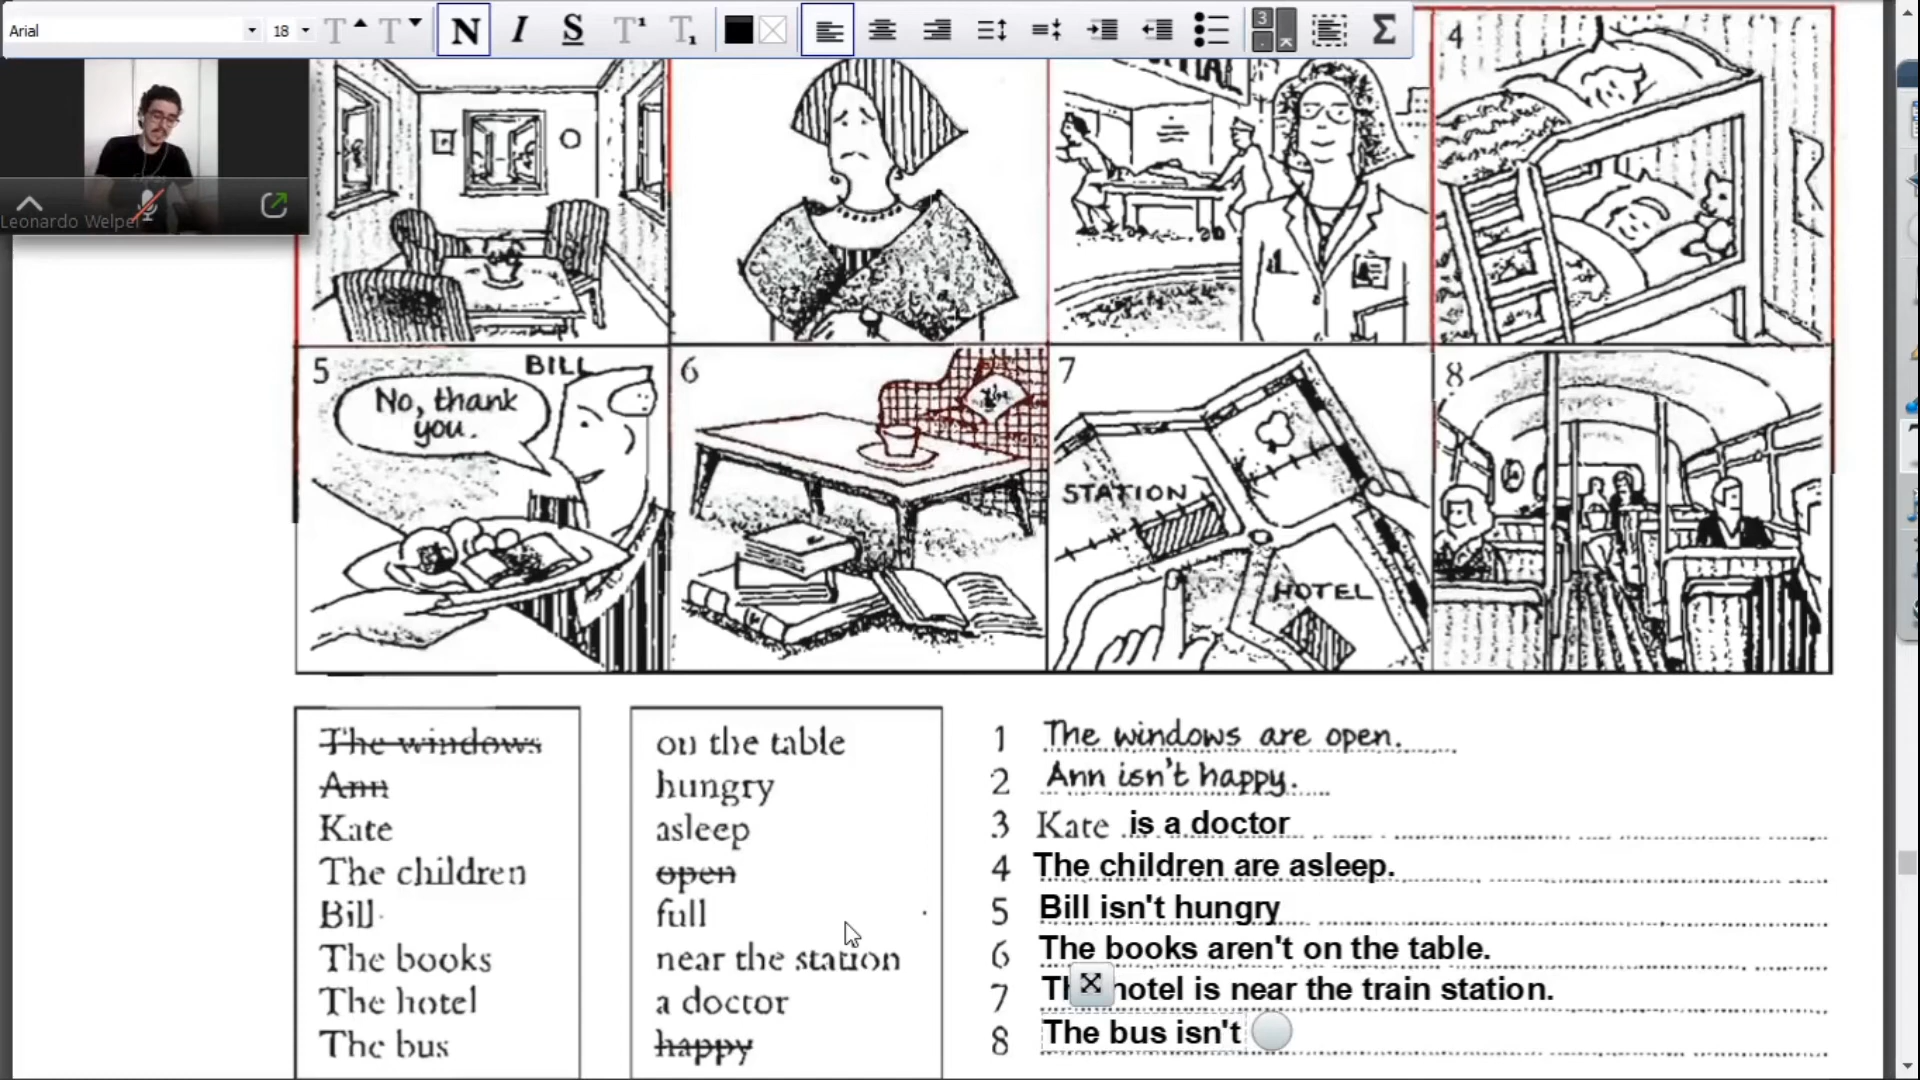 Arial
18
N
I
S
T¹
T₁
3
Σ
4
Leonardo Welper
5
BILL
No, thank
you.
6
7
STATION
HOTEL
8
The windows
Ann
Kate
The children
Bill
The books
The hotel
The bus
on the table
hungry
asleep
open
full
near the station
a doctor
happy
1 The windows are open.
2 Ann isn't happy.
3 Kate is a doctor
4 The children are asleep.
5 Bill isn't hungry
6 The books aren't on the table.
7 hotel is near the train station.
8 The bus isn't